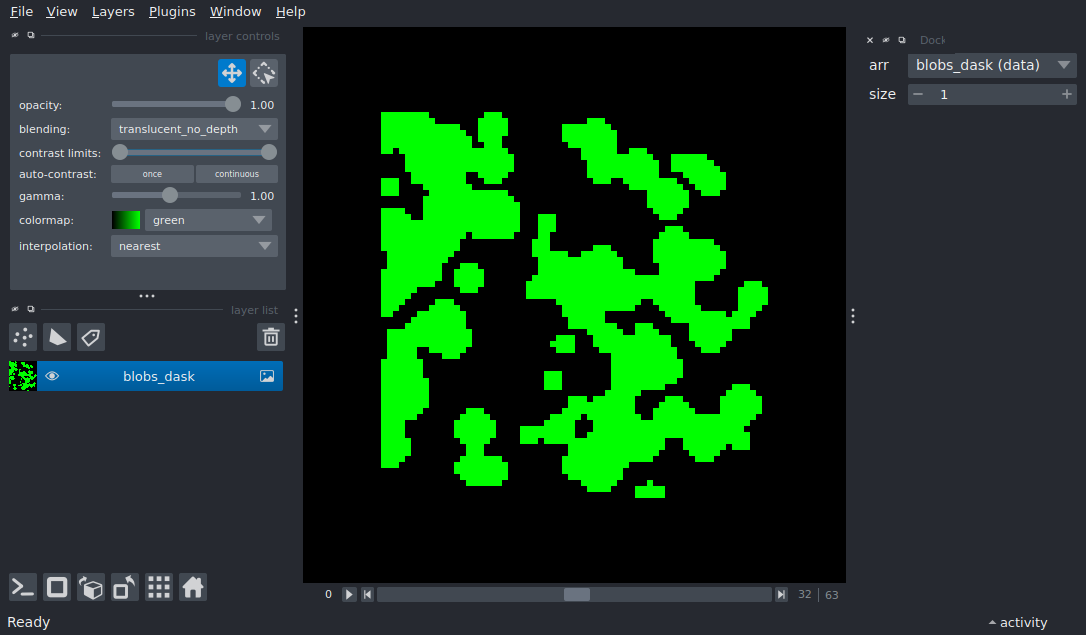 File View Layers Plugins Window Help
layer controls
opacity: 1.00
blending: translucent_no_depth
contrast limits:
auto-contrast: once continuous
gamma: 1.00
colormap: green
interpolation: nearest
layer list
blobs_dask
0 32 63
Ready
Dock
arr blobs_dask (data)
size 1
activity